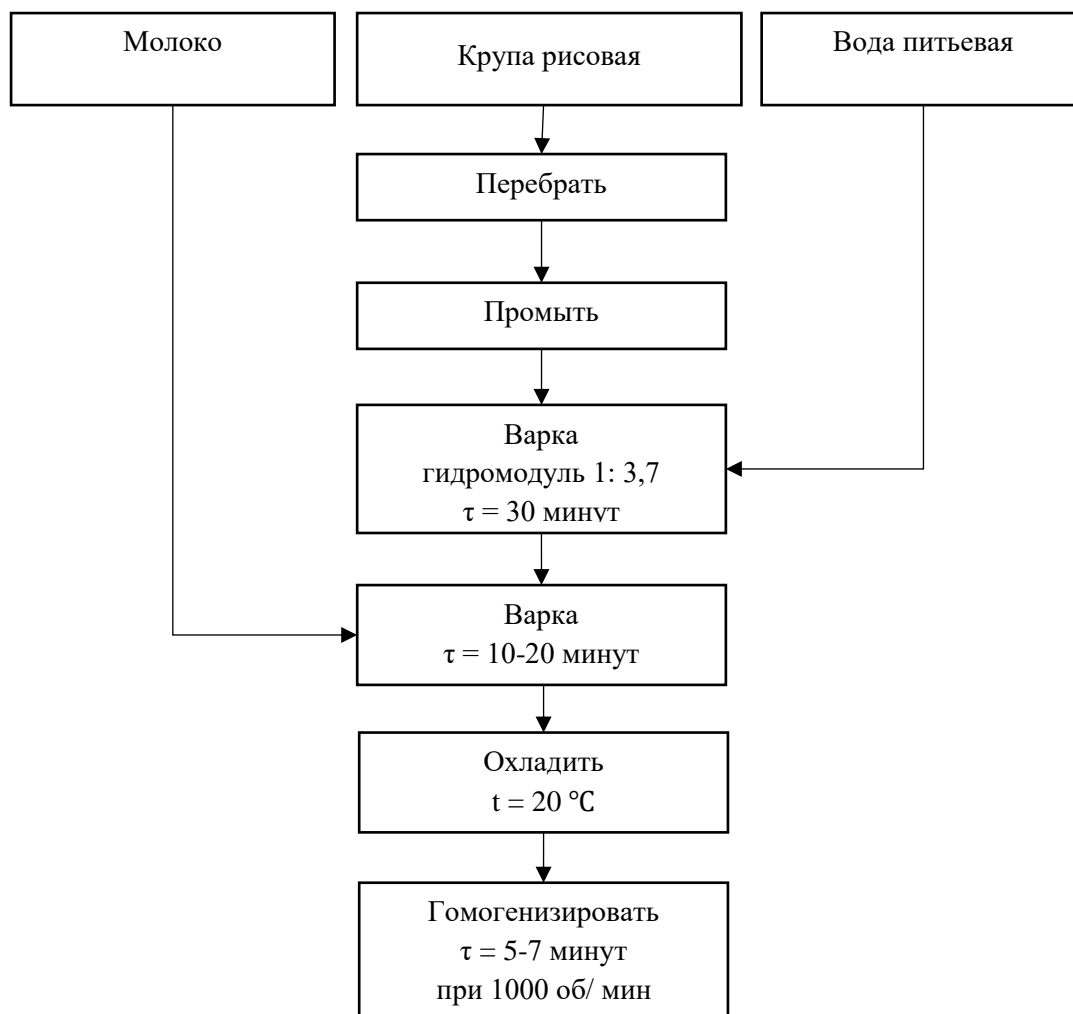 Молоко
Крупа рисовая
Вода питьевая
Перебрать
Промыть
Варка
гидромодуль 1: 3,7
τ = 30 минут
Варка
τ = 10-20 минут
Охладить
t = 20 ℃
Гомогенизировать
τ = 5-7 минут
при 1000 об/ мин